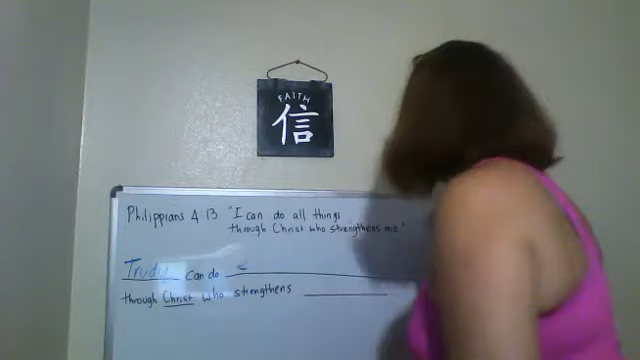 FAITH
信
Philippians 4:13 "I can do all things
through Christ who strengthens me."
Trudy can do
through Christ who strengthens